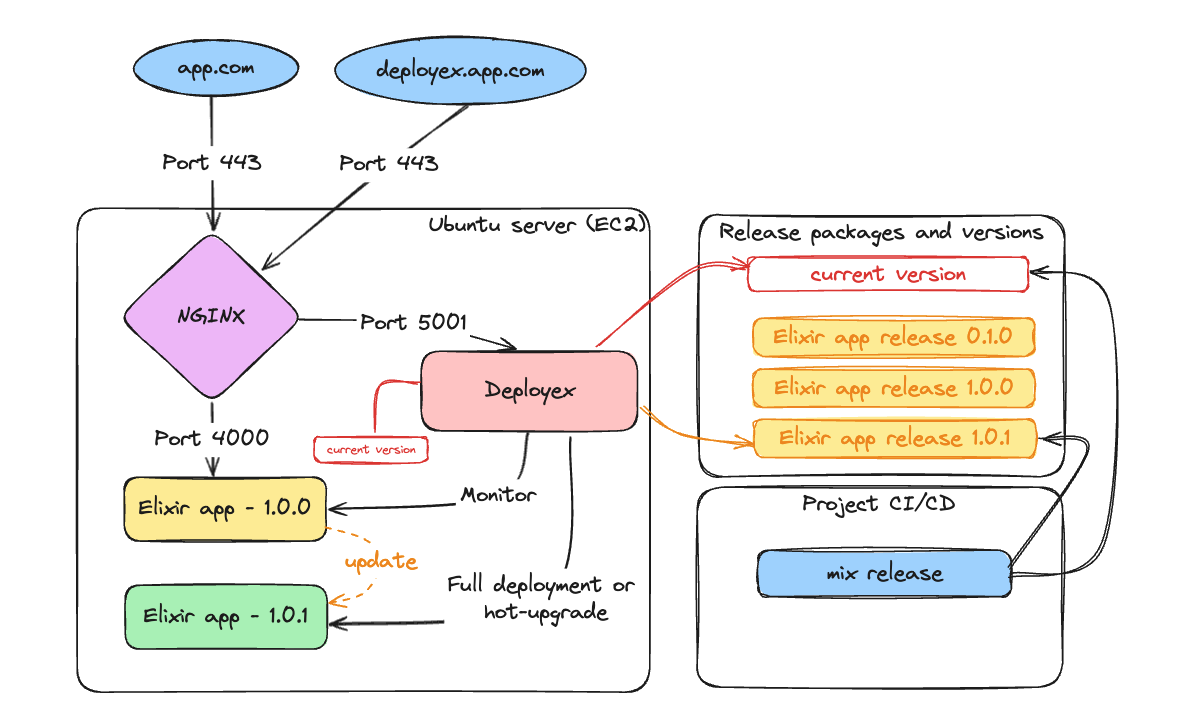 app.com
deployex.app.com
Port 443
Port 443
Ubuntu server (EC2)
NGINX
Port 5001
Deployex
current version
Port 4000
Monitor
Elixir app - 1.0.0
update
Full deployment or
hot-upgrade
Elixir app - 1.0.1
Release packages and versions
current version
Elixir app release 0.1.0
Elixir app release 1.0.0
Elixir app release 1.0.1
Project CI/CD
mix release